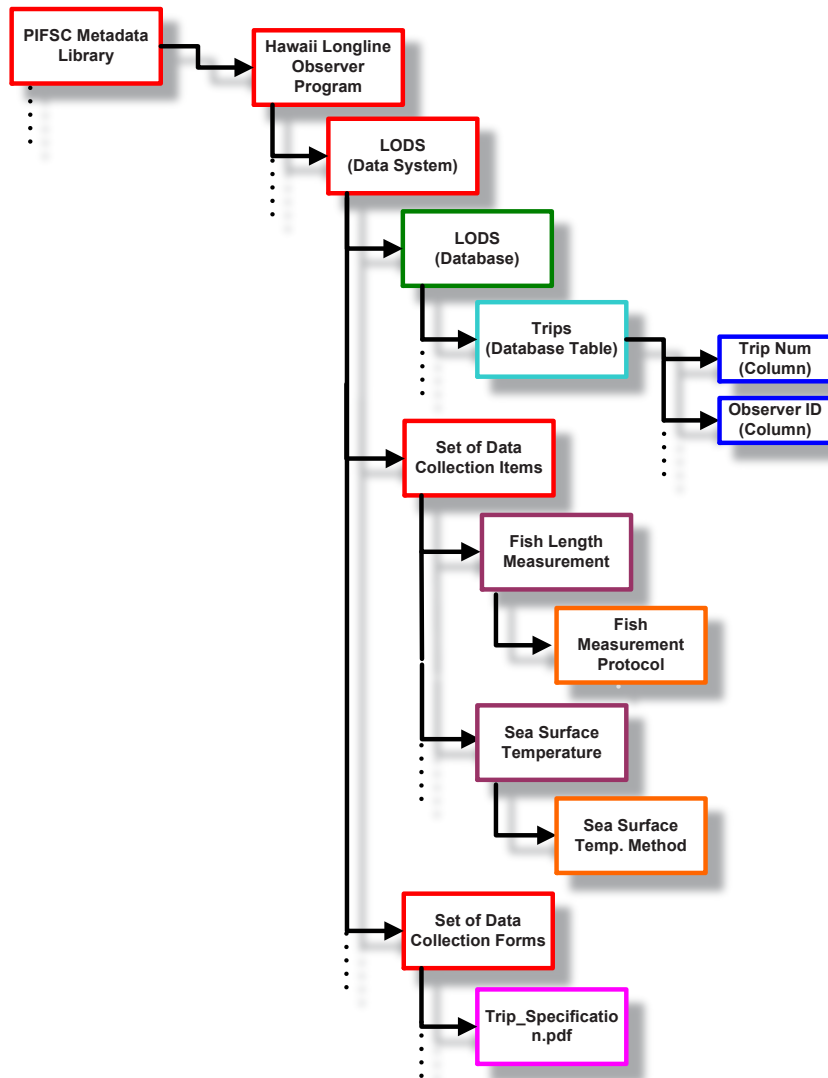 PIFSC Metadata
Library
Hawaii Longline
Observer
Program
LODS
(Data System)
LODS
(Database)
Trips
(Database Table)
Trip Num
(Column)
Observer ID
(Column)
Set of Data
Collection Items
Fish Length
Measurement
Fish
Measurement
Protocol
Sea Surface
Temperature
Sea Surface
Temp. Method
Set of Data
Collection Forms
Trip_Specificatio
n.pdf